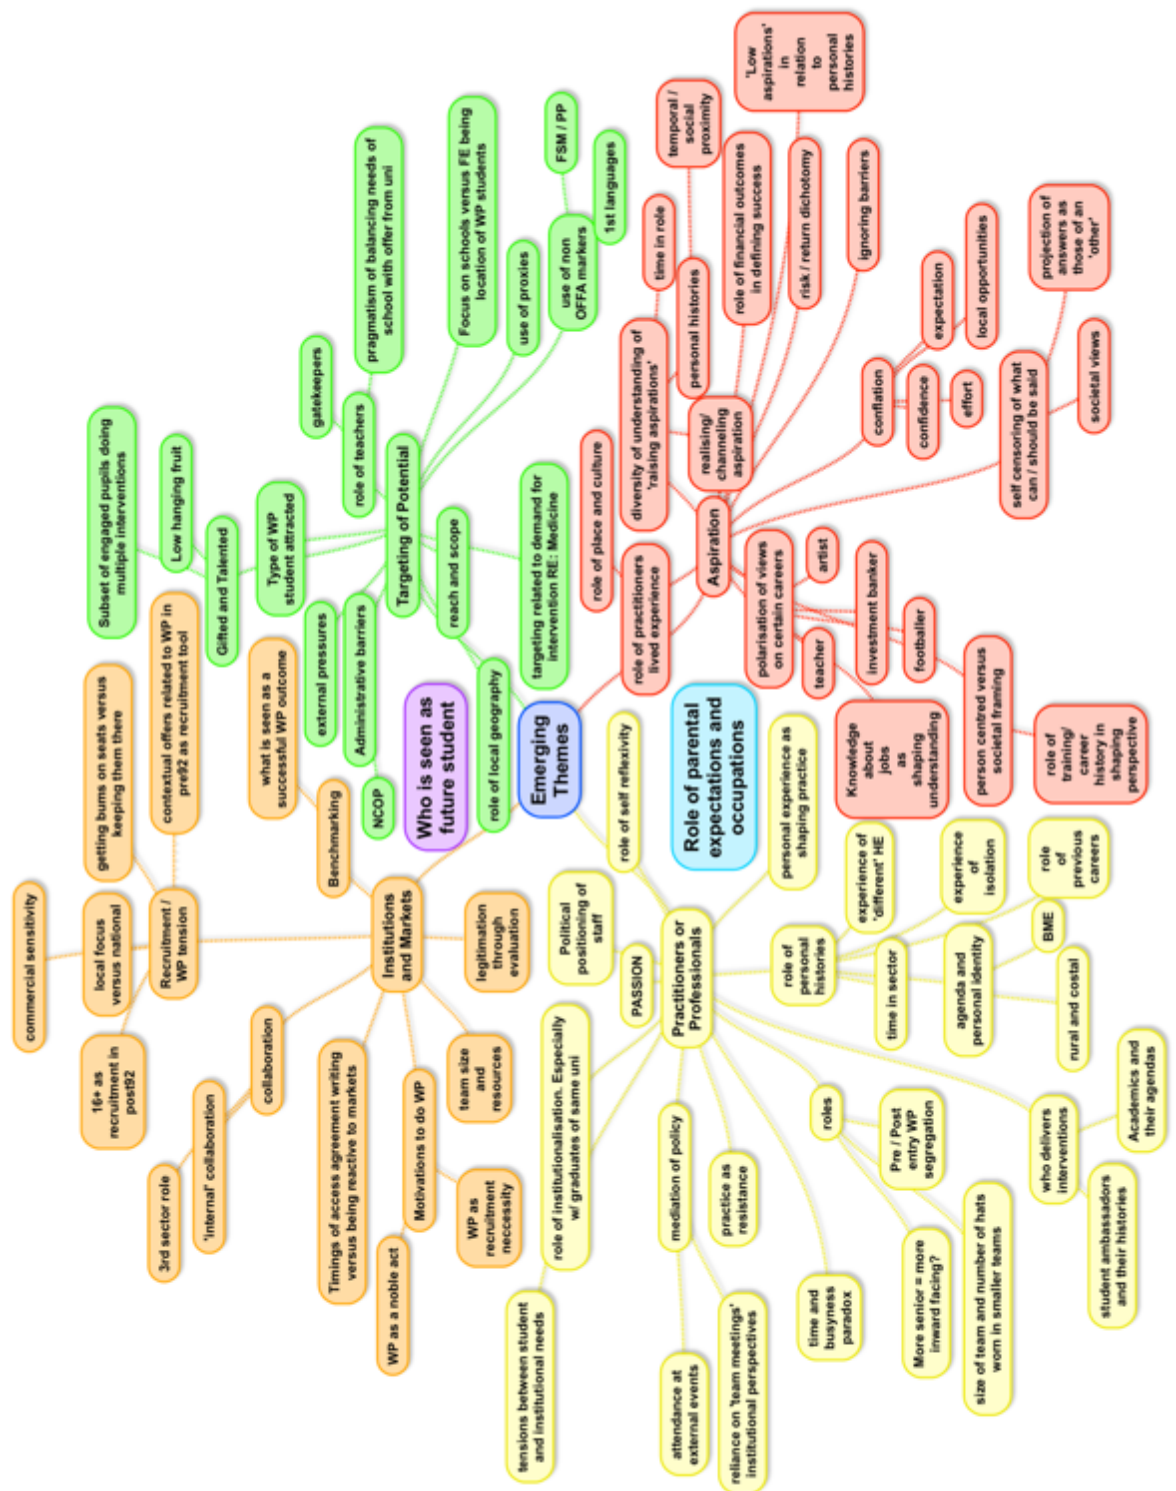 Emerging
Themes
Who is seen as
future student
Role of parental
expectations and
occupations
Institutions
and Markets
commercial sensitivity
Recruitment /
WP tension
local focus
versus national
16+ as
recruitment in
post92
getting bums on seats versus
keeping them there
contextual offers related to WP in
pre92 as recruitment tool
Benchmarking
what is seen as a
successful WP outcome
legitimation
through
evaluation
team size
and
resources
Motivations to do WP
WP as a noble act
WP as
recruitment
neccessity
Timings of access agreement writing
versus being reactive to markets
collaboration
'internal' collaboration
3rd sector role
Targeting of Potential
role of local geography
reach and scope
targeting related to demand for
intervention RE: Medicine
Administrative barriers
NCOP
external pressures
Type of WP
student attracted
Gifted and Talented
Low hanging fruit
Subset of engaged pupils doing
multiple interventions
role of teachers
gatekeepers
pragmatism of balancing needs of
school with offer from uni
Focus on schools versus FE being
location of WP students
use of proxies
use of non
OFFA markers
FSM / PP
1st languages
Aspiration
role of practitioners
lived experience
role of place and culture
diversity of understanding of
'raising aspirations'
time in role
personal histories
temporal /
social
proximity
realising/
channeling
aspiration
role of financial outcomes
in defining success
'Low
aspirations'
in
relation
to
personal
histories
risk / return dichotomy
ignoring barriers
conflation
expectation
local opportunities
confidence
effort
self censoring of what
can / should be said
projection of
answers as
those of an
'other'
societal views
polarisation of views
on certain careers
artist
teacher
investment banker
footballer
Knowledge
about
jobs
as
shaping
understanding
person centred versus
societal framing
role of
training/
career
history in
shaping
perspective
Practitioners or
Professionals
role of self reflexivity
Political
positioning of
staff
PASSION
role of institutionalisation. Especially
w/ graduates of same uni
tensions between student
and institutional needs
mediation of policy
attendance at
external events
reliance on 'team meetings'
institutional perspectives
practice as
resistance
time and
busyness
paradox
roles
Pre / Post
entry WP
segregation
More senior = more
inward facing?
size of team and number of hats
worn in smaller teams
who delivers
interventions
Academics and
their agendas
student ambassadors
and their histories
role of
personal
histories
experience of
'different' HE
experience
of
isolation
role
of
previous
careers
time in sector
agenda and
personal identity
BME
rural and costal
personal experience as
shaping practice